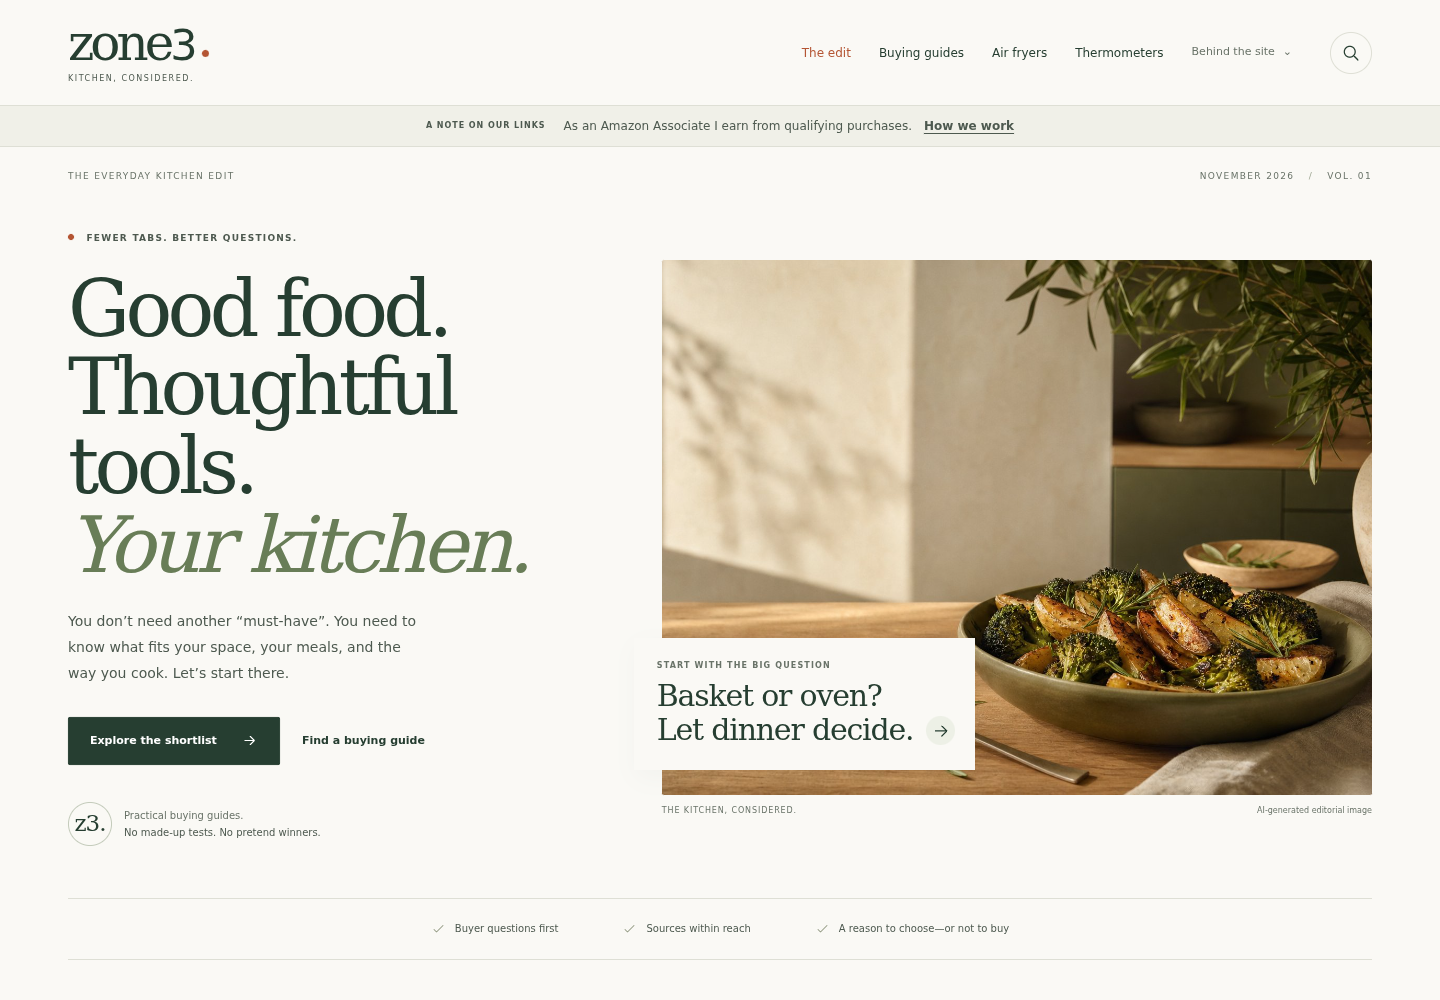 zone3.
KITCHEN, CONSIDERED.
The edit
Buying guides
Air fryers
Thermometers
Behind the site
A NOTE ON OUR LINKS
As an Amazon Associate I earn from qualifying purchases.
How we work
THE EVERYDAY KITCHEN EDIT
NOVEMBER 2026 / VOL. 01
FEWER TABS. BETTER QUESTIONS.
Good food.
Thoughtful
tools.
Your kitchen.
You don’t need another “must-have”. You need to
know what fits your space, your meals, and the
way you cook. Let’s start there.
Explore the shortlist →
Find a buying guide
z3.
Practical buying guides.
No made-up tests. No pretend winners.
START WITH THE BIG QUESTION
Basket or oven?
Let dinner decide. →
THE KITCHEN, CONSIDERED.
AI-generated editorial image
Buyer questions first
Sources within reach
A reason to choose—or not to buy